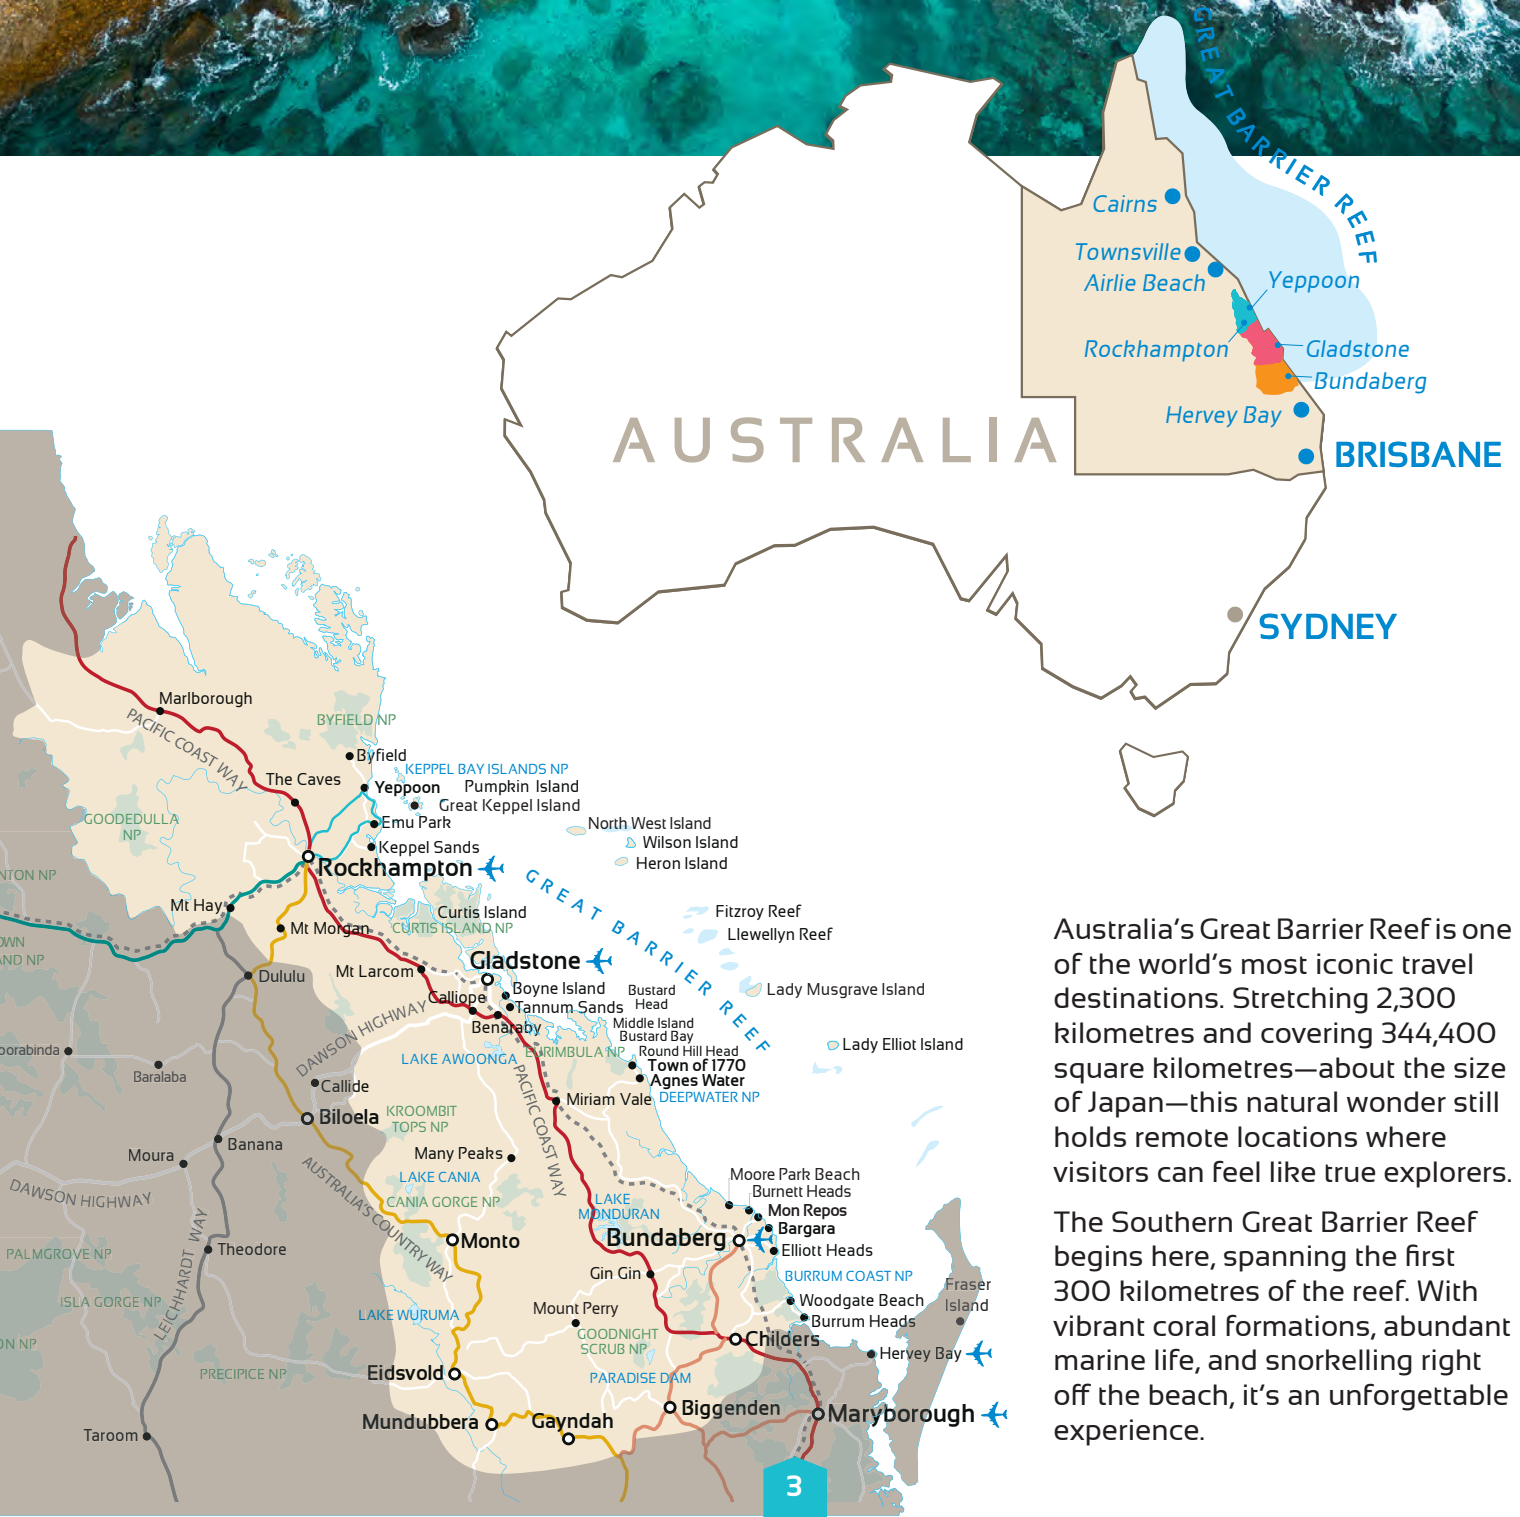 GREAT BARRIER REEF
Cairns
Townsville
Airlie Beach
Yeppoon
Rockhampton
Gladstone
Bundaberg
Hervey Bay
BRISBANE
AUSTRALIA
SYDNEY
Marlborough
PACIFIC COAST WAY
BYFIELD NP
Byfield
KEPPEL BAY ISLANDS NP
The Caves
Yeppoon
Pumpkin Island
Great Keppel Island
GOODEDULLA
NP
Emu Park
North West Island
Keppel Sands
Wilson Island
Heron Island
Rockhampton
NTON NP
GREAT BARRIER REEF
Mt Hay
Curtis Island
CURTIS ISLAND NP
Fitzroy Reef
Mt Morgan
Llewellyn Reef
OWN
AND NP
Gladstone
Dululu
Mt Larcom
Boyne Island
Bustard
Head
Lady Musgrave Island
Calliope
Tannum Sands
DAWSON HIGHWAY
Benaraby
Middle Island
Bustard Bay
oorabinda
LAKE AWOONGA
EURIMBULA NP
Round Hill Head
Lady Elliot Island
Town of 1770
Baralaba
Callide
Agnes Water
PACIFIC COAST WAY
Miriam Vale
DEEPWATER NP
Biloela
KROOMBIT
TOPS NP
Banana
Moura
Many Peaks
LAKE CANIA
Moore Park Beach
DAWSON HIGHWAY
AUSTRALIA'S COUNTRY WAY
CANIA GORGE NP
LAKE
MONDURAN
Burnett Heads
Mon Repos
Bargara
LEICHHARDT WAY
Monto
Bundaberg
PALMGROVE NP
Theodore
Elliott Heads
Gin Gin
BURRUM COAST NP
ISLA GORGE NP
Fraser
Island
LAKE WURUMA
Mount Perry
Woodgate Beach
Burrum Heads
ON NP
GOODNIGHT
SCRUB NP
Childers
Hervey Bay
PRECIPICE NP
Eidsvold
PARADISE DAM
Mundubbera
Gayndah
Biggenden
Maryborough
Taroom
3
Australia's Great Barrier Reef is one
of the world's most iconic travel
destinations. Stretching 2,300
kilometres and covering 344,400
square kilometres—about the size
of Japan—this natural wonder still
holds remote locations where
visitors can feel like true explorers.
The Southern Great Barrier Reef
begins here, spanning the first
300 kilometres of the reef. With
vibrant coral formations, abundant
marine life, and snorkelling right
off the beach, it's an unforgettable
experience.